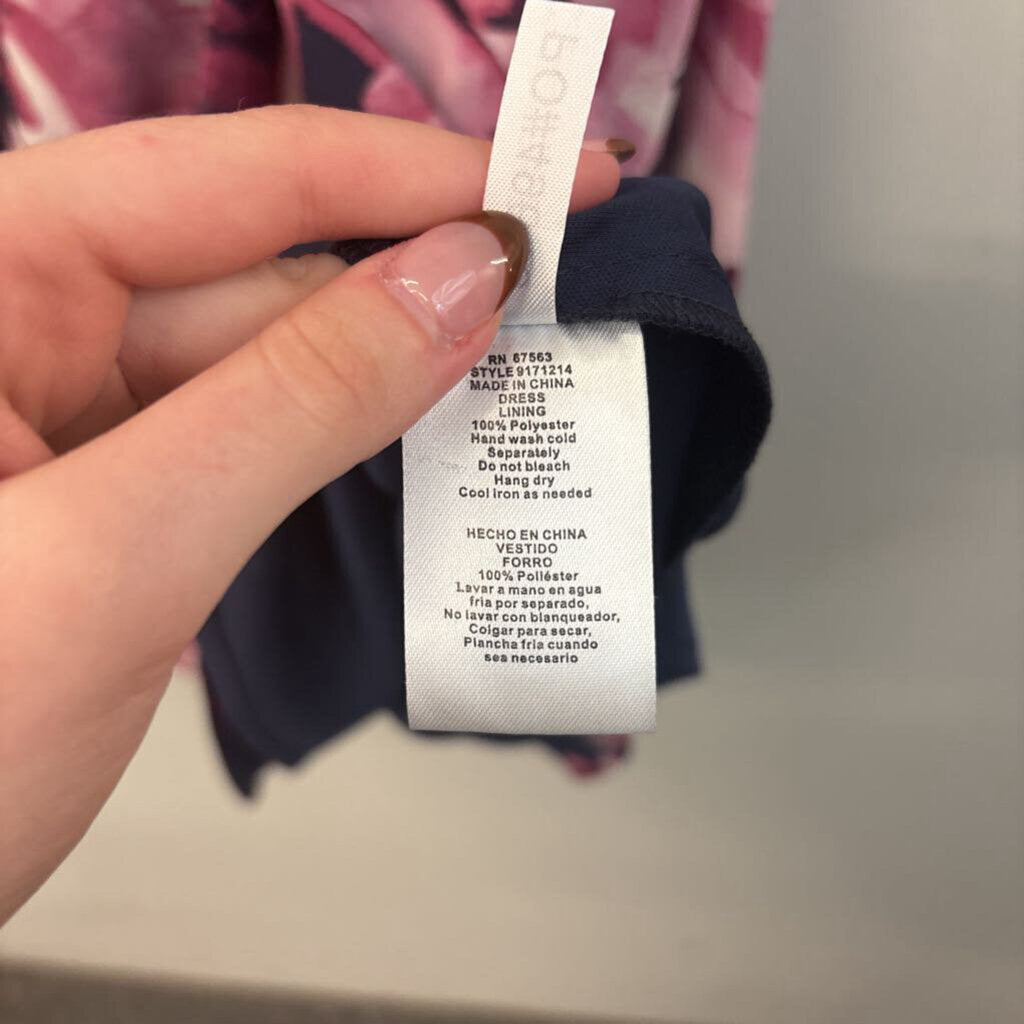 RN 67563
STYLE 9171214
MADE IN CHINA
DRESS
LINING
100% Polyester
Hand wash cold
Separately
Do not bleach
Hang dry
Cool Iron as needed
HECHO EN CHINA
VESTIDO
FORRO
100% Poliéster
Lavar a mano en agua
fria por separado,
No lavar con blanqueador,
Colgar para secar,
Plancha fria cuando
sea necesario